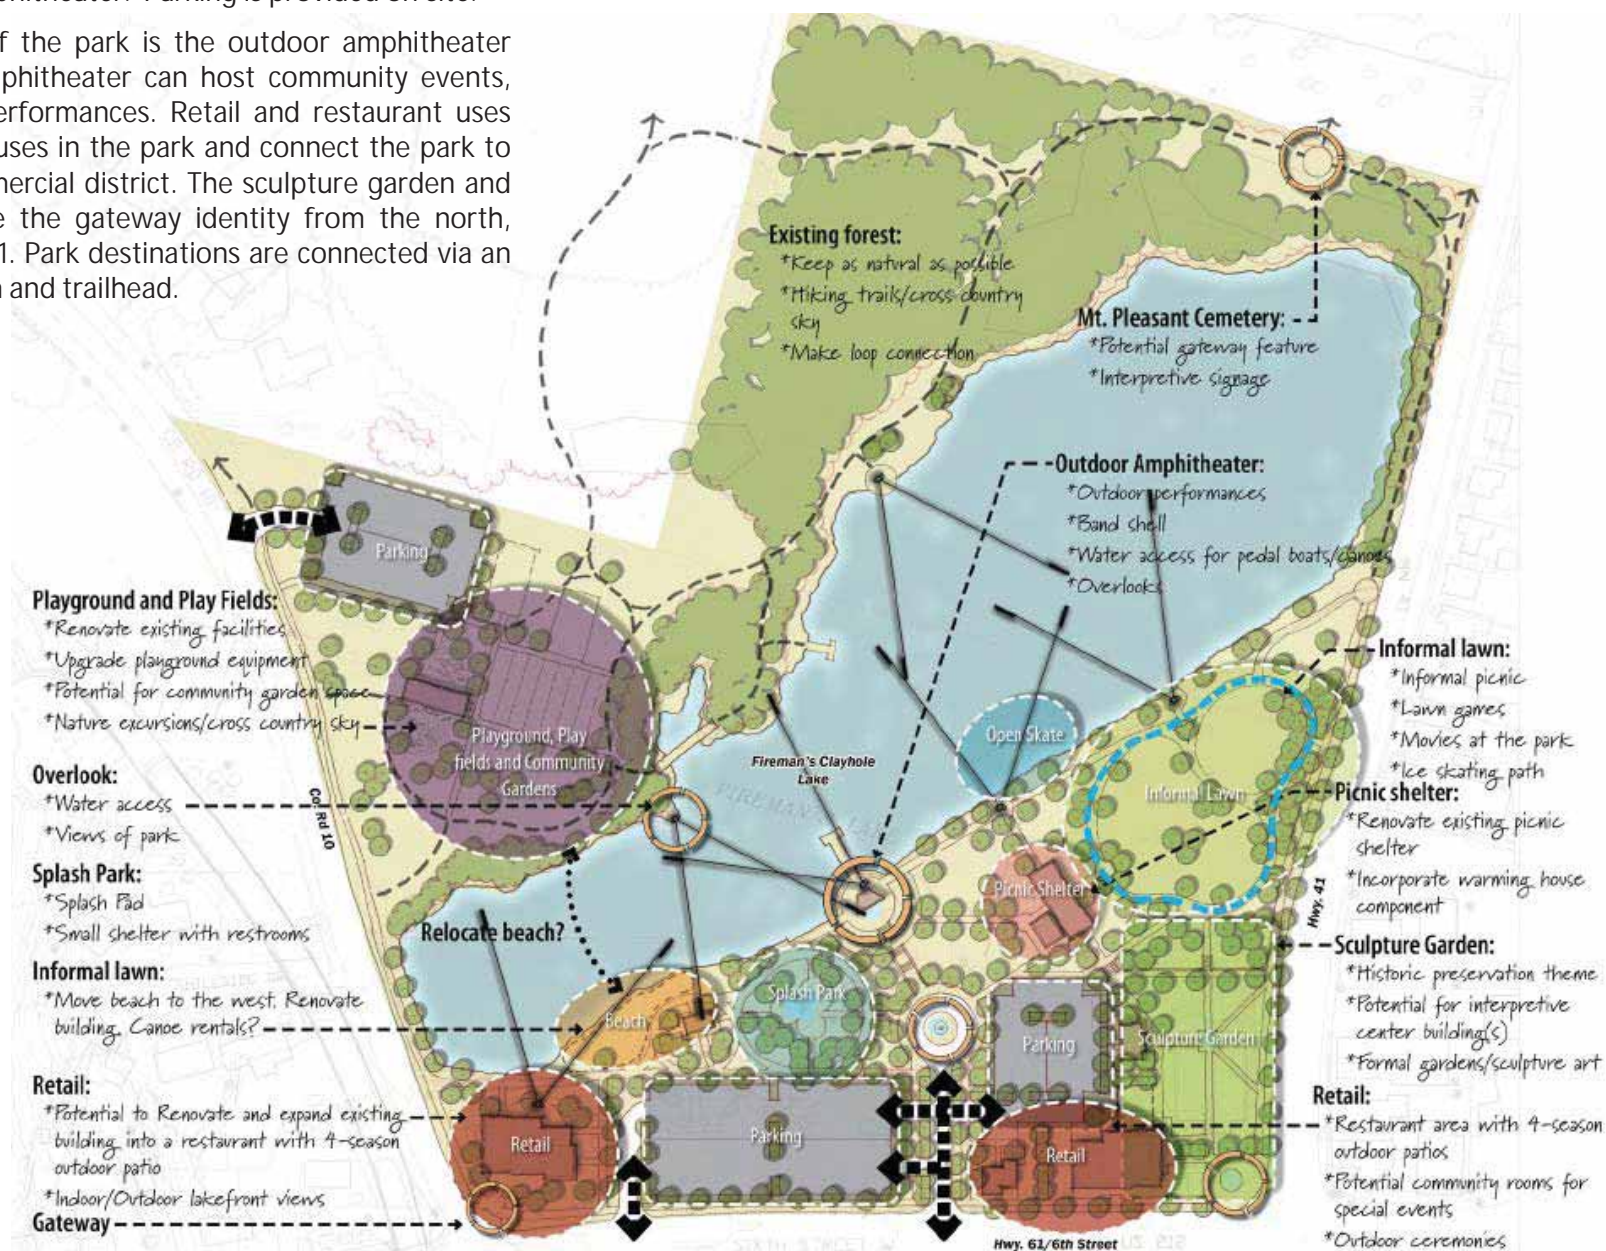 Parking is provided on site.
f the park is the outdoor amphitheater
phitheater can host community events,
erformances. Retail and restaurant uses
uses in the park and connect the park to
mercial district. The sculpture garden and
e the gateway identity from the north,
1. Park destinations are connected via an
and trailhead.
Existing forest:
*Keep as natural as possible
*Hiking trails/cross country
sky
*Make loop connection
Mt. Pleasant Cemetery:
*Potential gateway feature
*Interpretive signage
Outdoor Amphitheater:
*Outdoor performances
*Band shell
*Water access for pedal boats/canoes
*Overlooks
Parking
Playground and Play Fields:
*Renovate existing facilities
*Upgrade playground equipment
*Potential for community garden space
*Nature excursions/cross country sky
Playground, Play
fields and Community
Gardens
Overlook:
*Water access
*Views of park
Co. Rd 10
Splash Park:
*Splash Pad
*Small shelter with restrooms
Informal lawn:
*Move beach to the west. Renovate
building. Canoe rentals?
Retail:
*Potential to Renovate and expand existing
building into a restaurant with 4-season
outdoor patio
*Indoor/Outdoor lakefront views
Gateway
Relocate beach?
Fireman's Clayhole
Lake
Open Skate
Informal Lawn
Picnic Shelter
Beach
Splash Park
Parking
Sculpture Garden
Retail
Parking
Retail
Hwy. 61/6th Street
Hwy. 41
Informal lawn:
*Informal picnic
*Lawn games
*Movies at the park
*Ice skating path
Picnic shelter:
*Renovate existing picnic
shelter
*Incorporate warming house
component
Sculpture Garden:
*Historic preservation theme
*Potential for interpretive
center building(s)
*Formal gardens/sculpture art
Retail:
*Restaurant area with 4-season
outdoor patios
*Potential community rooms for
special events
*Outdoor ceremonies